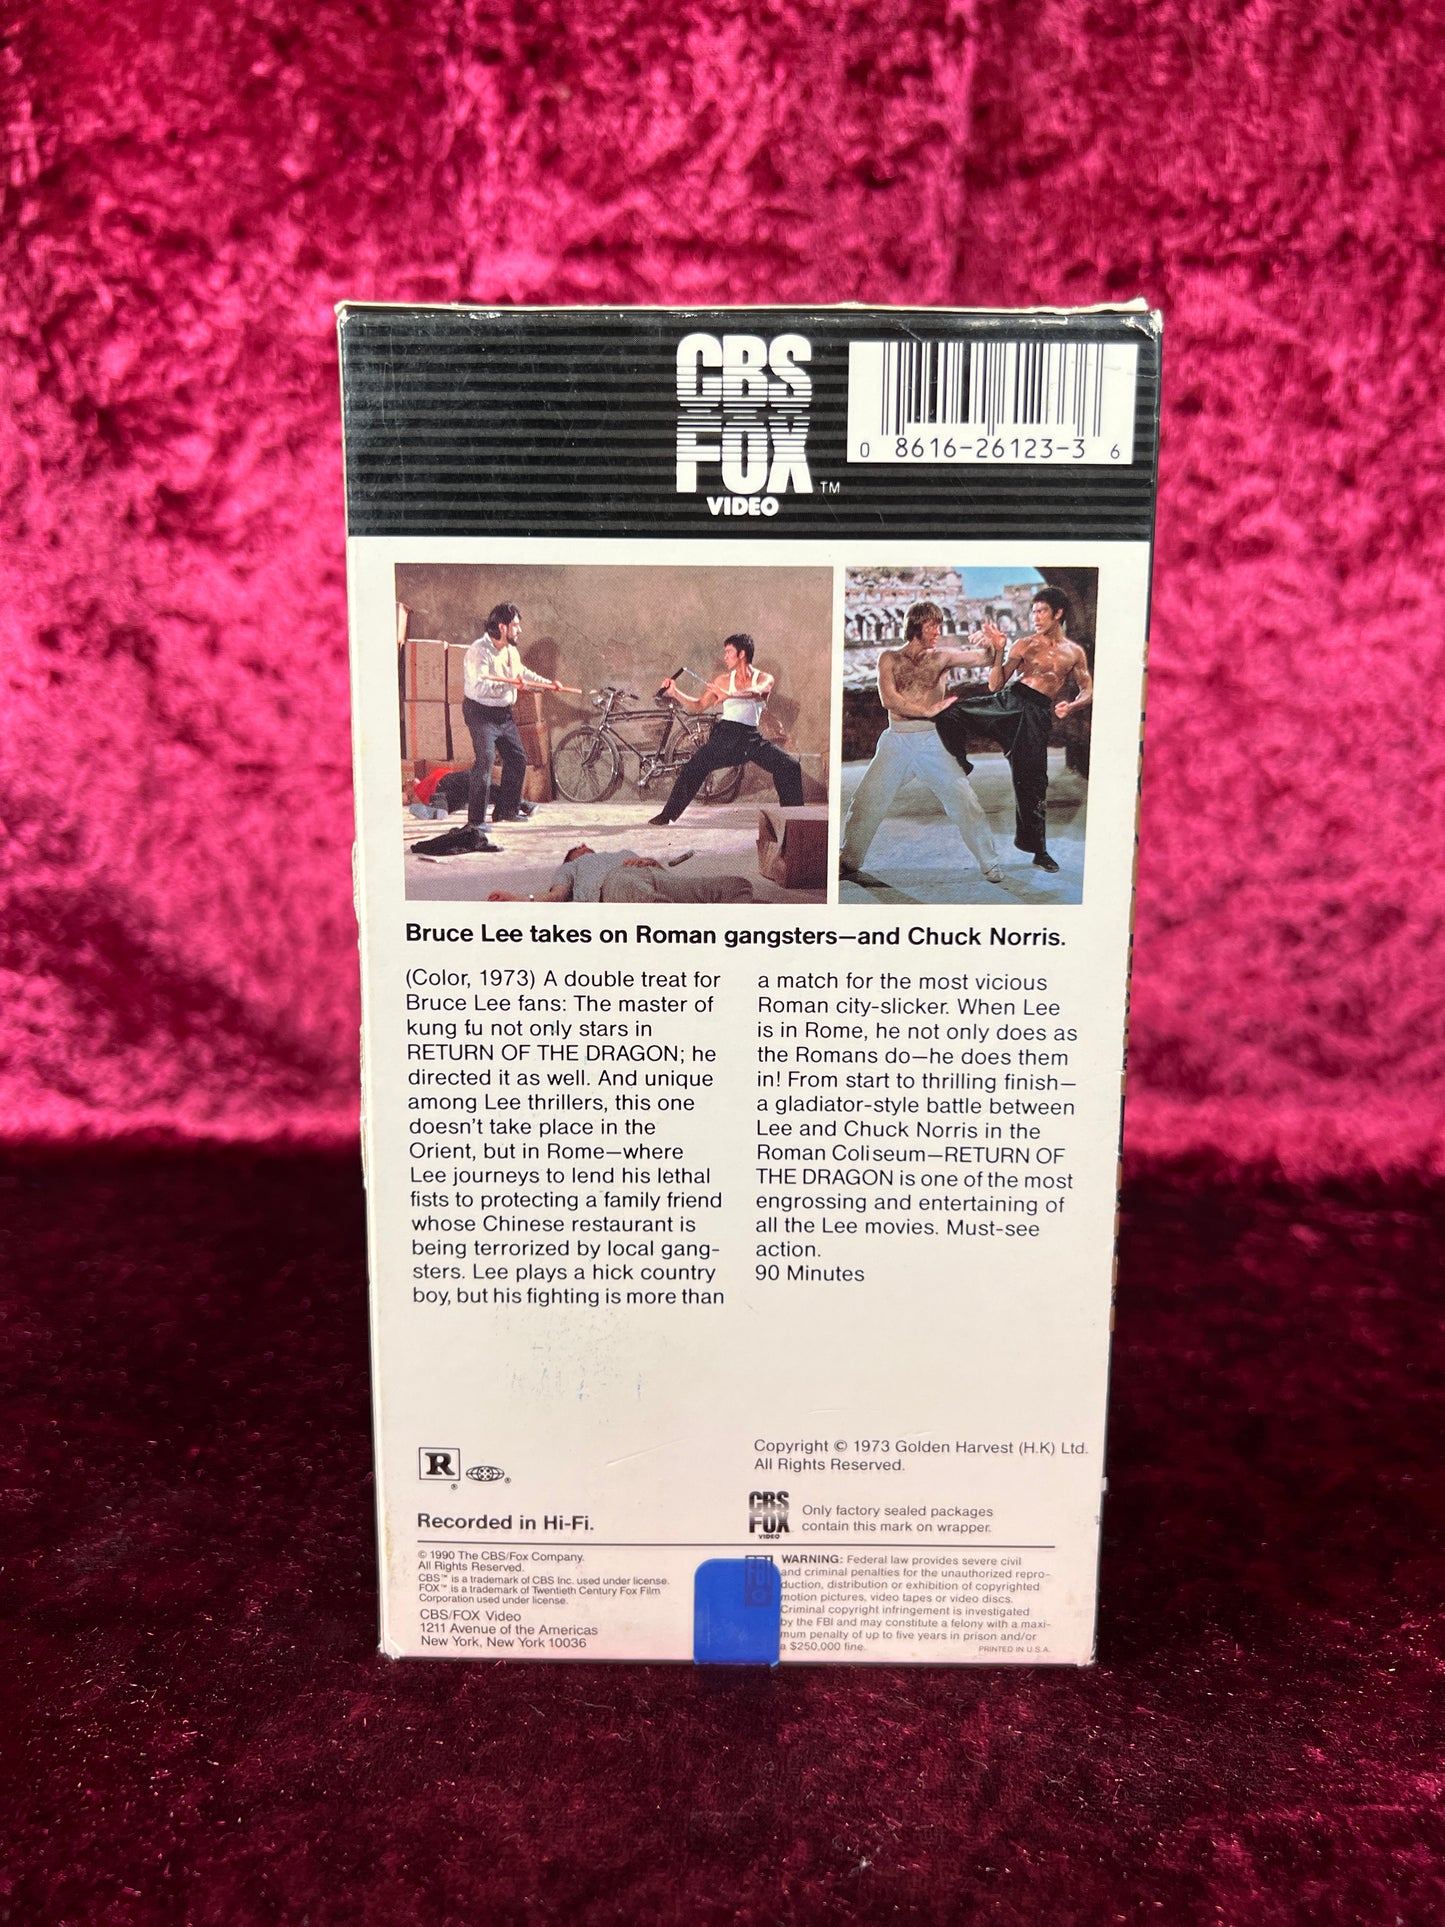 CBS
FOX
VIDEO
TM
0 8616-26123-3 6
Bruce Lee takes on Roman gangsters—and Chuck Norris.
(Color, 1973) A double treat for
Bruce Lee fans: The master of
kung fu not only stars in
RETURN OF THE DRAGON; he
directed it as well. And unique
among Lee thrillers, this one
doesn't take place in the
Orient, but in Rome—where
Lee journeys to lend his lethal
fists to protecting a family friend
whose Chinese restaurant is
being terrorized by local gang-
sters. Lee plays a hick country
boy, but his fighting is more than
a match for the most vicious
Roman city-slicker. When Lee
is in Rome, he not only does as
the Romans do—he does them
in! From start to thrilling finish—
a gladiator-style battle between
Lee and Chuck Norris in the
Roman Coliseum—RETURN OF
THE DRAGON is one of the most
engrossing and entertaining of
all the Lee movies. Must-see
action.
90 Minutes
R
®
®
Recorded in Hi-Fi.
Copyright © 1973 Golden Harvest (H.K) Ltd.
All Rights Reserved.
CBS
FOX
VIDEO
Only factory sealed packages
contain this mark on wrapper.
© 1990 The CBS/Fox Company.
All Rights Reserved.
CBS™ is a trademark of CBS Inc. used under license.
FOX™ is a trademark of Twentieth Century Fox Film
Corporation used under license.
CBS/FOX Video
1211 Avenue of the Americas
New York, New York 10036
FBI
WARNING: Federal law provides severe civil
and criminal penalties for the unauthorized repro-
duction, distribution or exhibition of copyrighted
motion pictures, video tapes or video discs.
Criminal copyright infringement is investigated
by the FBI and may constitute a felony with a maxi-
mum penalty of up to five years in prison and/or
a $250,000 fine.
PRINTED IN U.S.A.